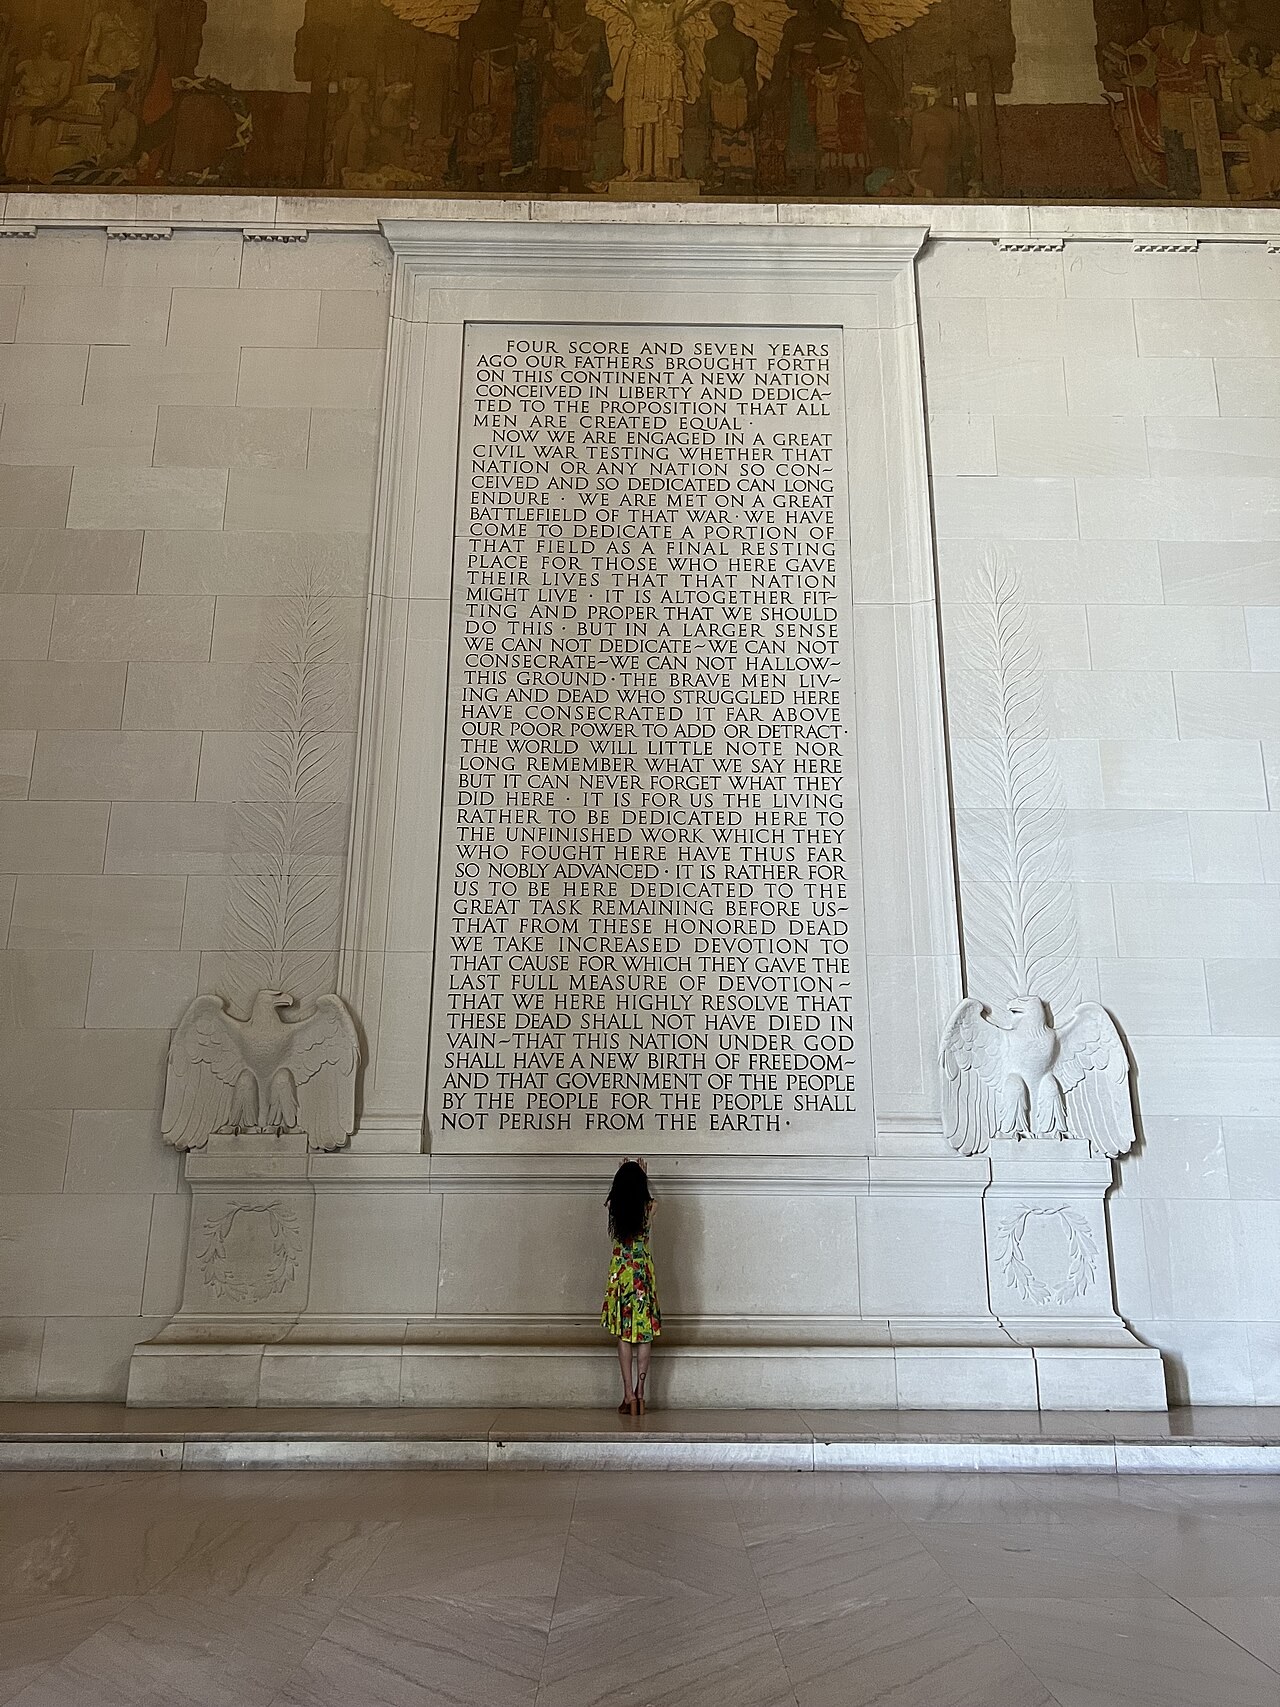 FOUR SCORE AND SEVEN YEARS
AGO OUR FATHERS BROUGHT FORTH
ON THIS CONTINENT A NEW NATION
CONCEIVED IN LIBERTY AND DEDICA~
TED TO THE PROPOSITION THAT ALL
MEN ARE CREATED EQUAL ·
NOW WE ARE ENGAGED IN A GREAT
CIVIL WAR TESTING WHETHER THAT
NATION OR ANY NATION SO CON~
CEIVED AND SO DEDICATED CAN LONG
ENDURE · WE ARE MET ON A GREAT
BATTLEFIELD OF THAT WAR · WE HAVE
COME TO DEDICATE A PORTION OF
THAT FIELD AS A FINAL RESTING
PLACE FOR THOSE WHO HERE GAVE
THEIR LIVES THAT THAT NATION
MIGHT LIVE · IT IS ALTOGETHER FIT~
TING AND PROPER THAT WE SHOULD
DO THIS · BUT IN A LARGER SENSE
WE CAN NOT DEDICATE~WE CAN NOT
CONSECRATE~WE CAN NOT HALLOW~
THIS GROUND · THE BRAVE MEN LIV~
ING AND DEAD WHO STRUGGLED HERE
HAVE CONSECRATED IT FAR ABOVE
OUR POOR POWER TO ADD OR DETRACT ·
THE WORLD WILL LITTLE NOTE NOR
LONG REMEMBER WHAT WE SAY HERE
BUT IT CAN NEVER FORGET WHAT THEY
DID HERE · IT IS FOR US THE LIVING
RATHER TO BE DEDICATED HERE TO
THE UNFINISHED WORK WHICH THEY
WHO FOUGHT HERE HAVE THUS FAR
SO NOBLY ADVANCED · IT IS RATHER FOR
US TO BE HERE DEDICATED TO THE
GREAT TASK REMAINING BEFORE US~
THAT FROM THESE HONORED DEAD
WE TAKE INCREASED DEVOTION TO
THAT CAUSE FOR WHICH THEY GAVE THE
LAST FULL MEASURE OF DEVOTION ~
THAT WE HERE HIGHLY RESOLVE THAT
THESE DEAD SHALL NOT HAVE DIED IN
VAIN~THAT THIS NATION UNDER GOD
SHALL HAVE A NEW BIRTH OF FREEDOM~
AND THAT GOVERNMENT OF THE PEOPLE
BY THE PEOPLE FOR THE PEOPLE SHALL
NOT PERISH FROM THE EARTH ·